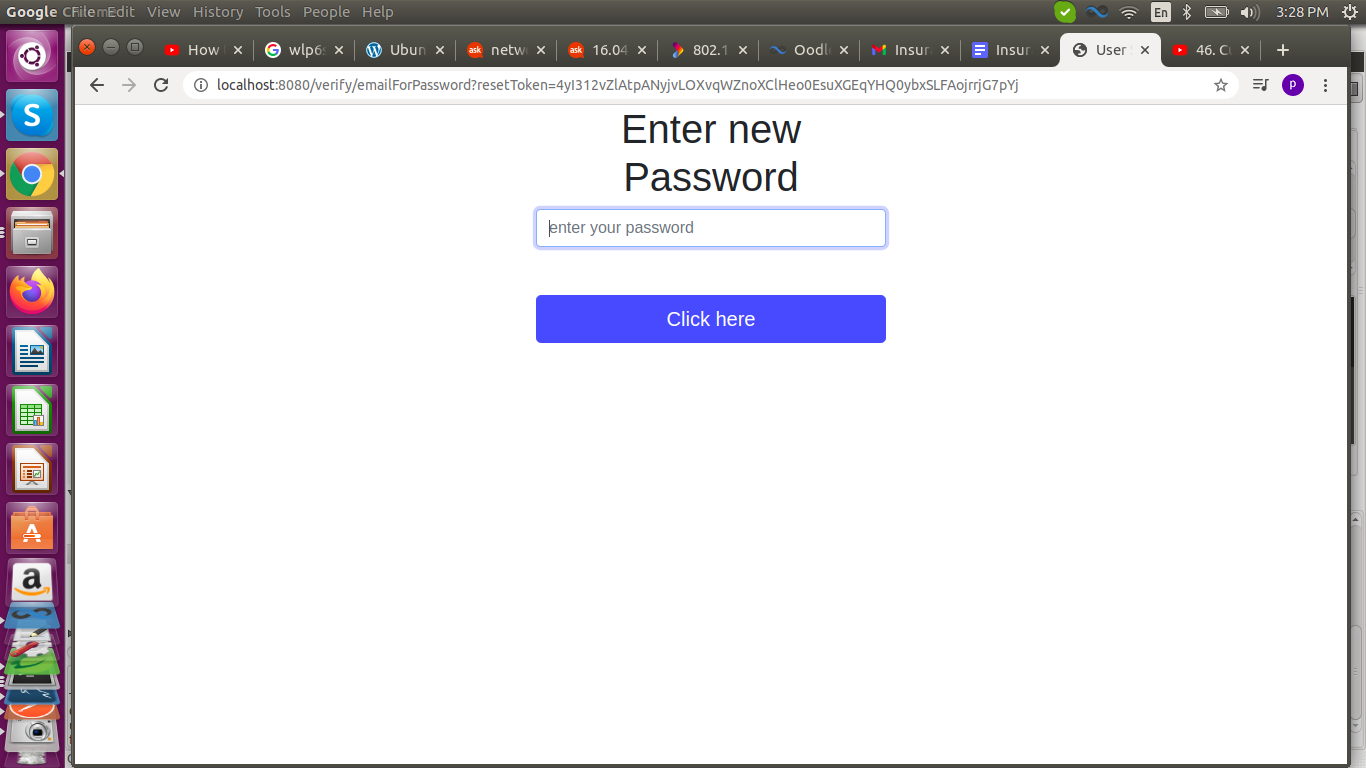 Google Chrome File Edit View History Tools People Help
En 3:28 PM
How wlp6s Ubun netwo 16.04 802.1 Oodl Insur Insur User 46. C
localhost:8080/verify/emailForPassword?resetToken=4yI312vZlAtpANyjvLOXvqWZnoXClHeo0EsuXGEqYHQ0ybxSLFAojrrjG7pYj
p
Enter new
Password
enter your password
Click here